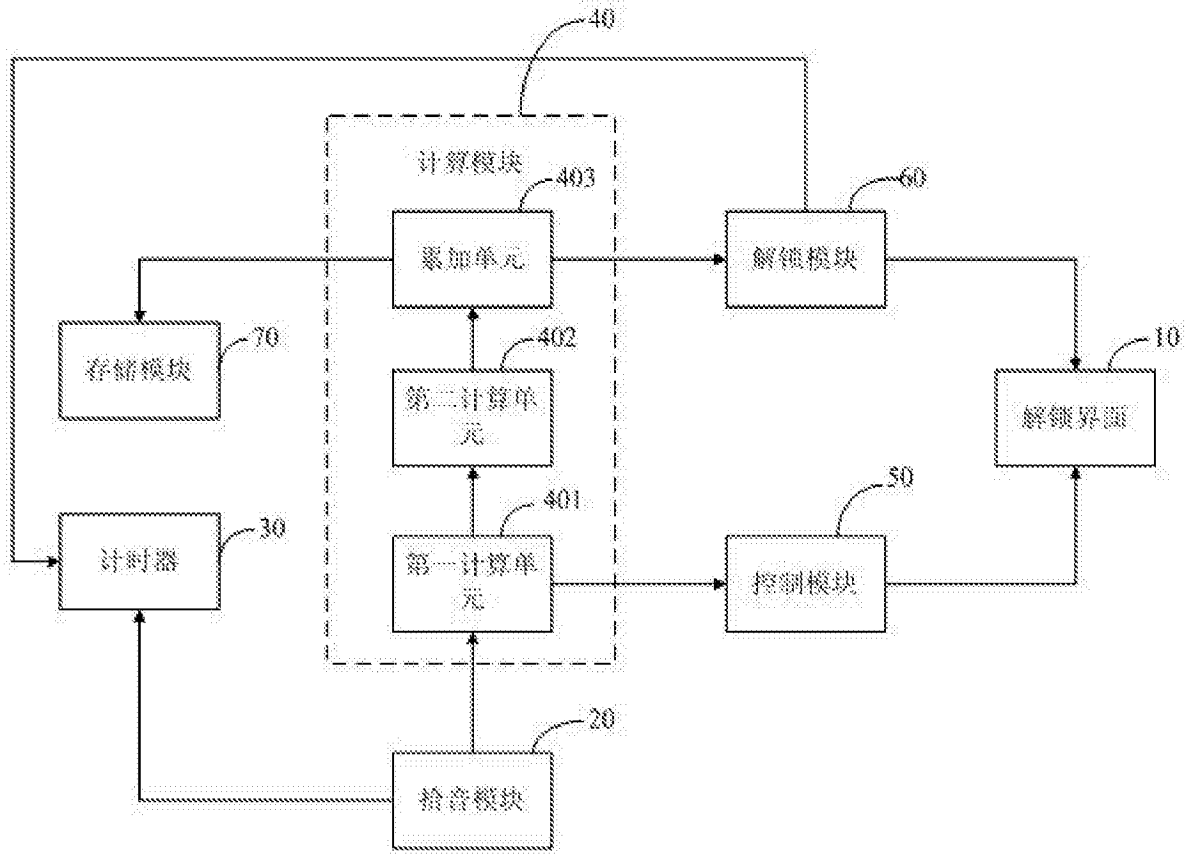 40
计算模块
403
60
累加单元
解锁模块
70
402
10
存储模块
第二计算单
元
解锁界面
401
50
30
计时器
第一计算单
元
控制模块
20
拾音模块